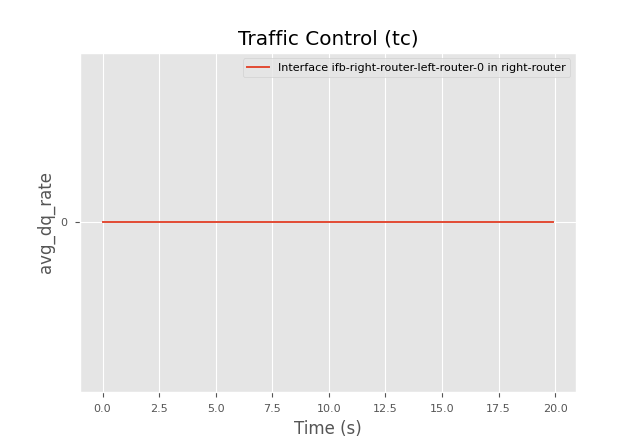 Traffic Control (tc)
Interface ifb-right-router-left-router-0 in right-router
avg_dq_rate
0
0.0 2.5 5.0 7.5 10.0 12.5 15.0 17.5 20.0
Time (s)